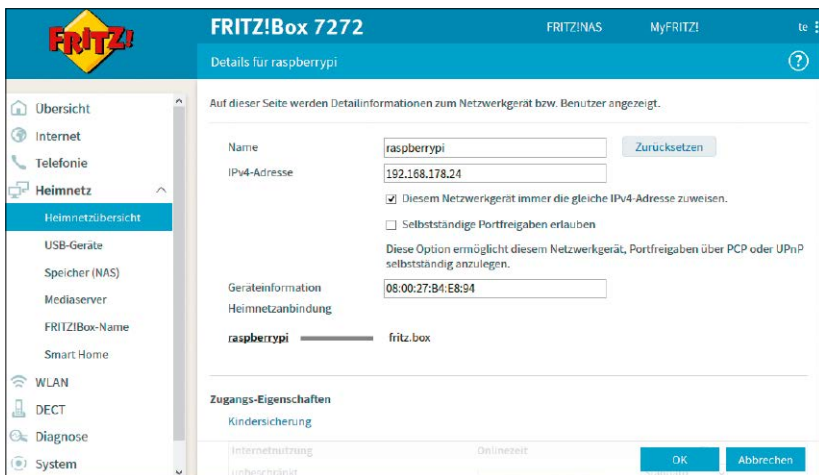 FRITZ!
FRITZ!Box 7272
FRITZ!NAS
MyFRITZ!
te
Details für raspberrypi
?
Übersicht
Internet
Telefonie
Heimnetz
Heimnetzübersicht
USB-Geräte
Speicher (NAS)
Mediaserver
FRITZ!Box-Name
Smart Home
WLAN
DECT
Diagnose
System
Auf dieser Seite werden Detailinformationen zum Netzwerkgerät bzw. Benutzer angezeigt.
Name raspberrypi Zurücksetzen
IPv4-Adresse 192.168.178.24
Diesem Netzwerkgerät immer die gleiche IPv4-Adresse zuweisen.
Selbstständige Portfreigaben erlauben
Diese Option ermöglicht diesem Netzwerkgerät, Portfreigaben über PCP oder UPnP
selbstständig anzulegen.
Geräteinformation 08:00:27:B4:E8:94
Heimnetzanbindung
raspberrypi fritz.box
Zugangs-Eigenschaften
Kindersicherung
Internetnutzung Onlinezeit
unbeschränkt
OK Abbrechen